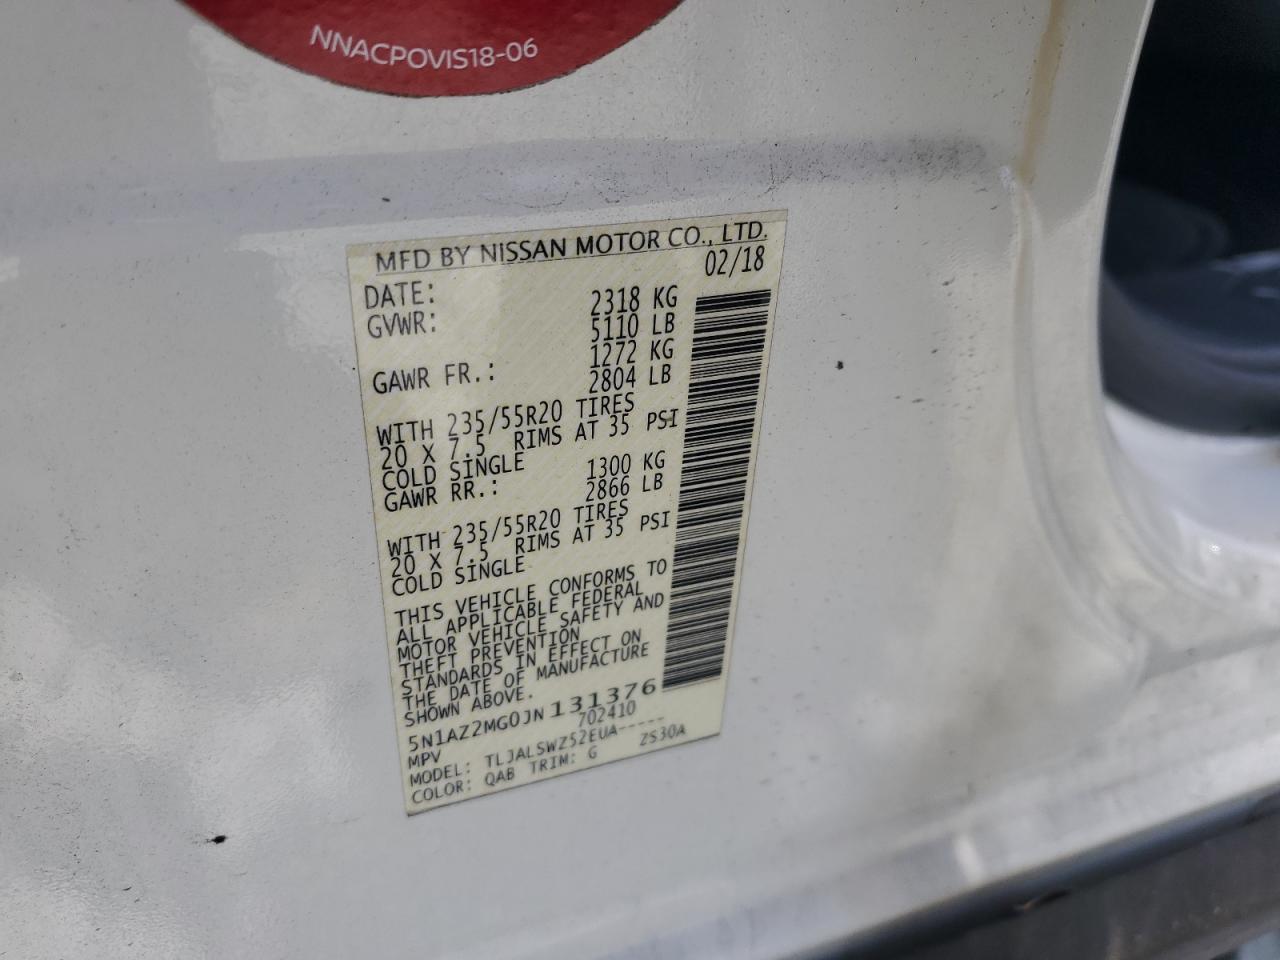 NNACPOVIS18-06
MFD BY NISSAN MOTOR CO., LTD.
02/18
DATE:
GVWR: 2318 KG
5110 LB
1272 KG
GAWR FR.: 2804 LB
WITH 235/55R20 TIRES
20 X 7.5 RIMS AT 35 PSI
COLD SINGLE
1300 KG
GAWR RR.: 2866 LB
WITH 235/55R20 TIRES
20 X 7.5 RIMS AT 35 PSI
COLD SINGLE
THIS VEHICLE CONFORMS TO
ALL APPLICABLE FEDERAL
MOTOR VEHICLE SAFETY AND
THEFT PREVENTION
STANDARDS IN EFFECT ON
THE DATE OF MANUFACTURE
SHOWN ABOVE.
5N1AZ2MG0JN131376
MPV 702410
MODEL: TLJALSWZ52EUA------
COLOR: QAB TRIM: G ZS30A